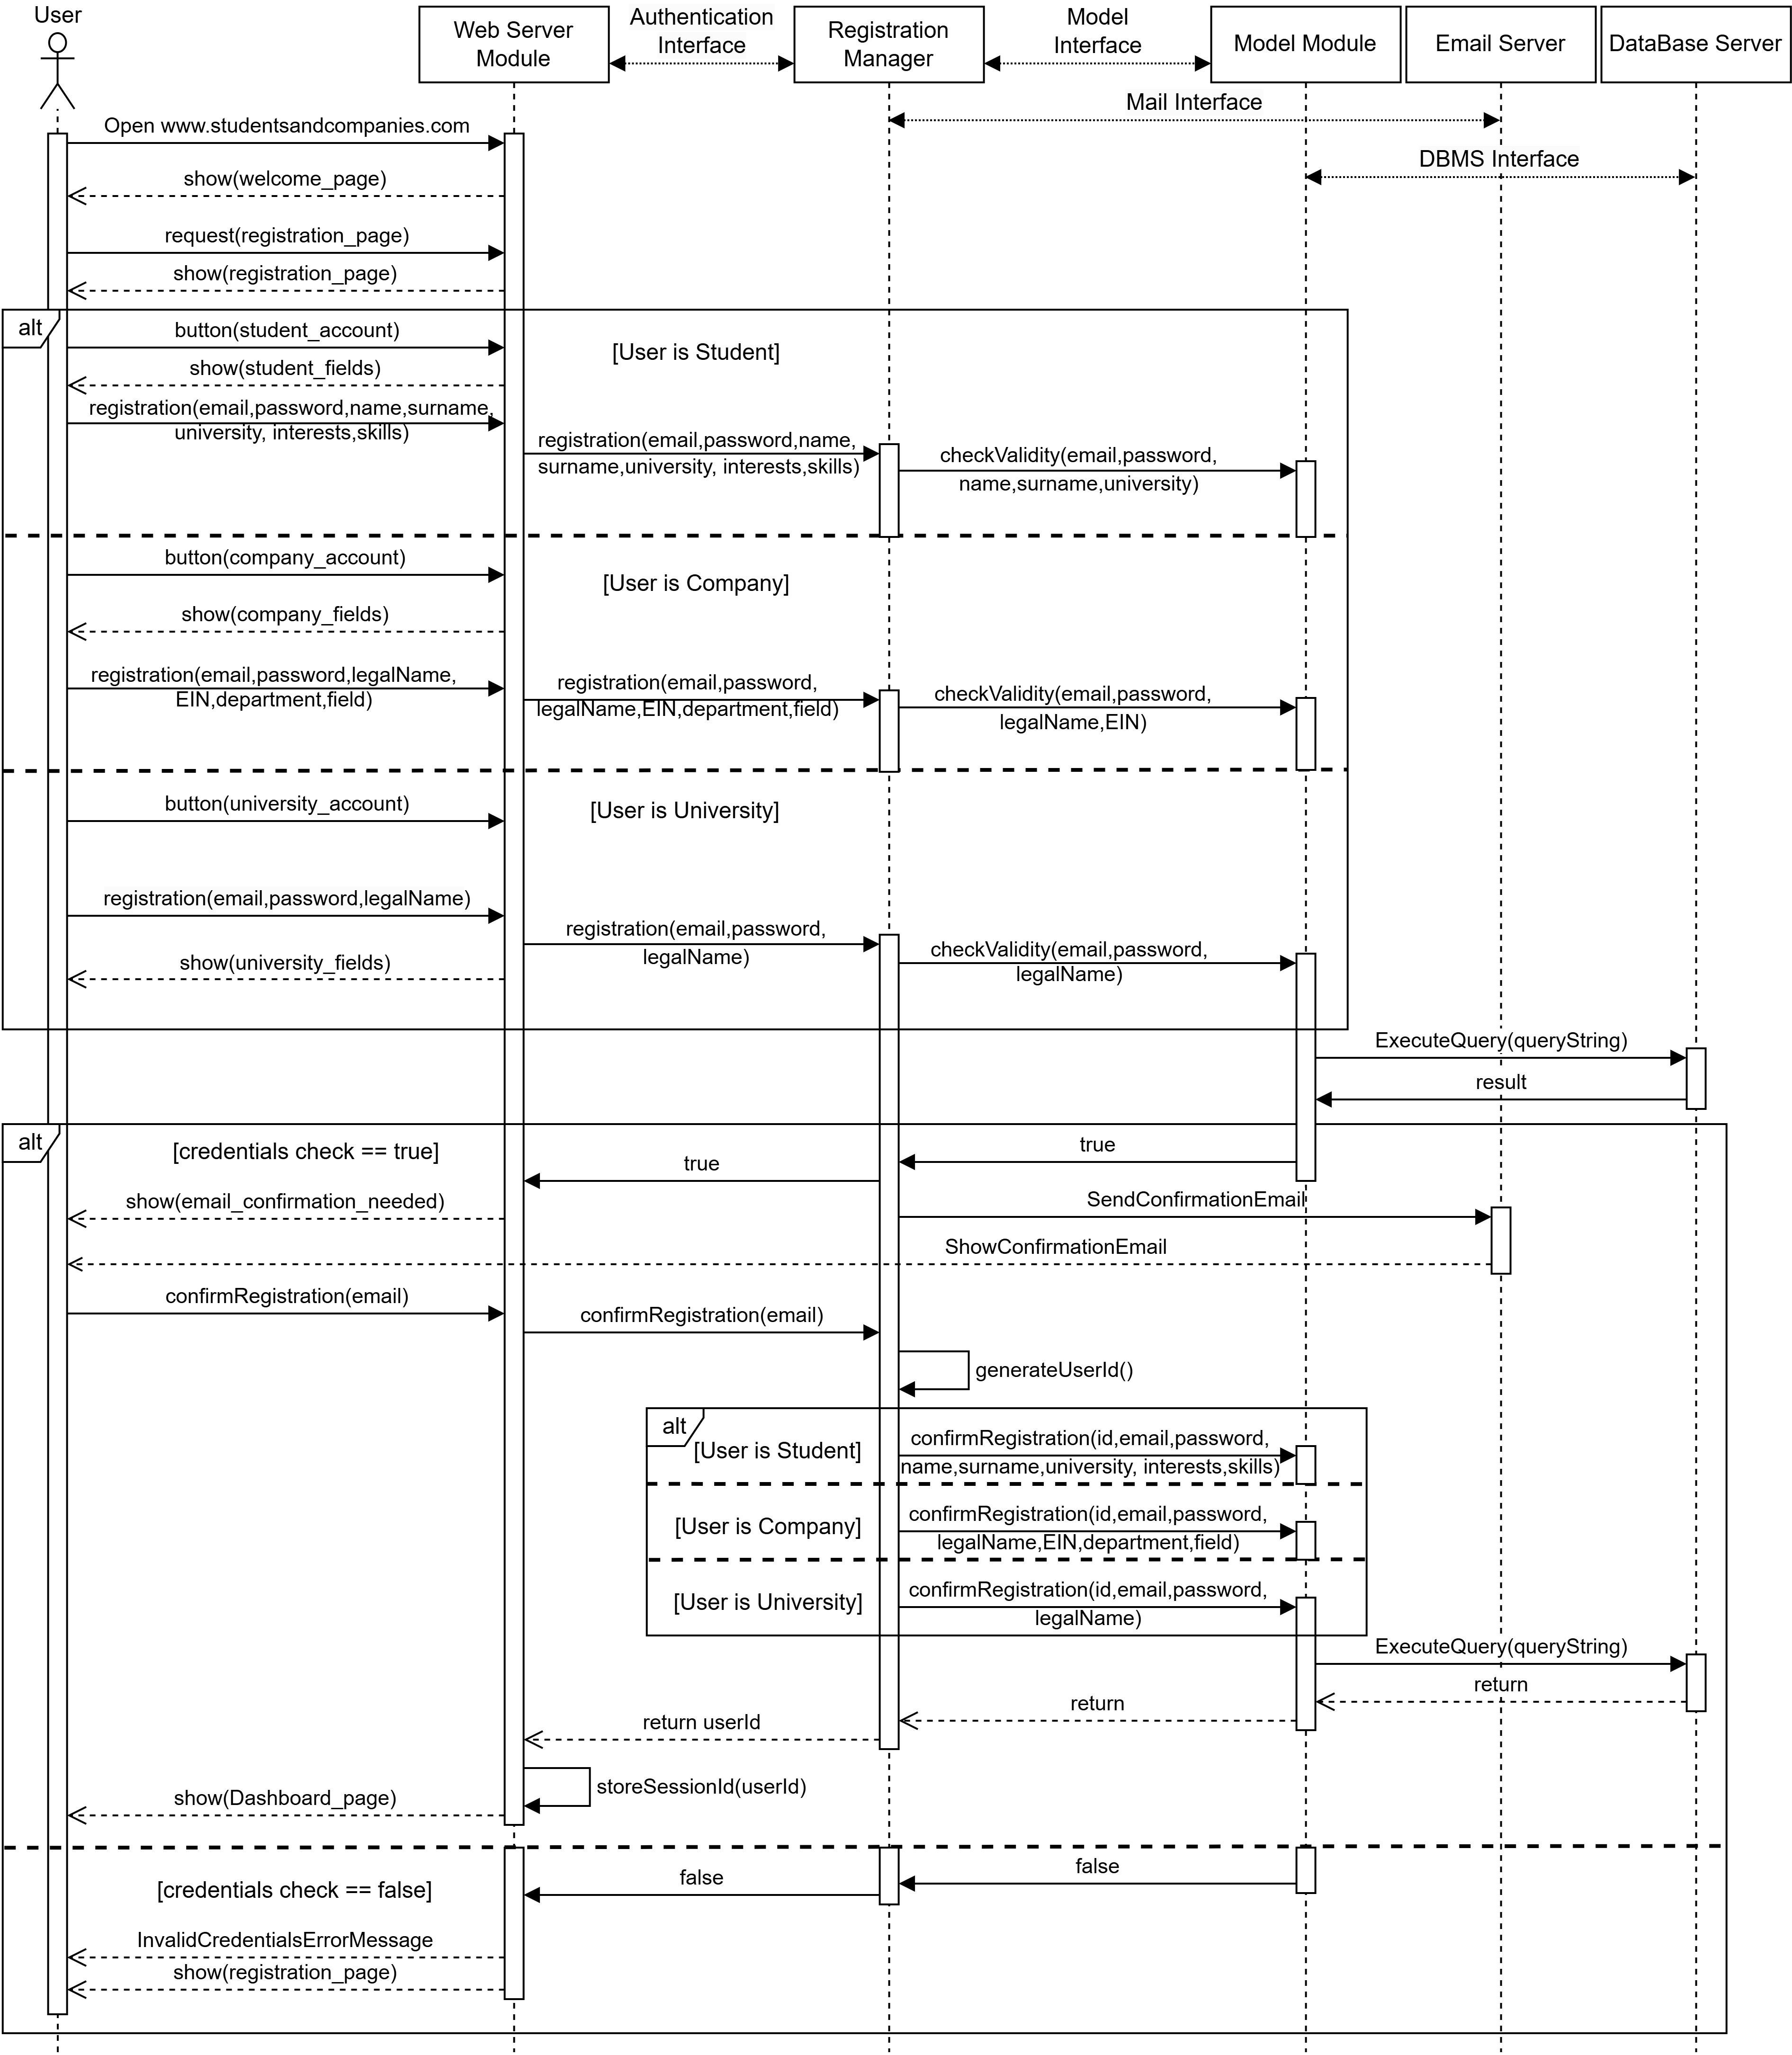 User
Web Server
Module
Authentication
Interface
Registration
Manager
Model
Interface
Model Module
Email Server
DataBase Server
Mail Interface
DBMS Interface
Open www.studentsandcompanies.com
show(welcome_page)
request(registration_page)
show(registration_page)
alt
button(student_account)
[User is Student]
show(student_fields)
registration(email,password,name,surname,
university, interests,skills)
registration(email,password,name,
surname,university, interests,skills)
checkValidity(email,password,
name,surname,university)
button(company_account)
[User is Company]
show(company_fields)
registration(email,password,legalName,
EIN,department,field)
registration(email,password,
legalName,EIN,department,field)
checkValidity(email,password,
legalName,EIN)
button(university_account)
[User is University]
registration(email,password,legalName)
registration(email,password,
legalName)
checkValidity(email,password,
legalName)
show(university_fields)
ExecuteQuery(queryString)
result
alt
[credentials check == true]
true
true
show(email_confirmation_needed)
SendConfirmationEmail
ShowConfirmationEmail
confirmRegistration(email)
confirmRegistration(email)
generateUserId()
alt
[User is Student]
confirmRegistration(id,email,password,
name,surname,university, interests,skills)
[User is Company]
confirmRegistration(id,email,password,
legalName,EIN,department,field)
[User is University]
confirmRegistration(id,email,password,
legalName)
ExecuteQuery(queryString)
return
return
return userId
storeSessionId(userId)
show(Dashboard_page)
false
false
[credentials check == false]
InvalidCredentialsErrorMessage
show(registration_page)